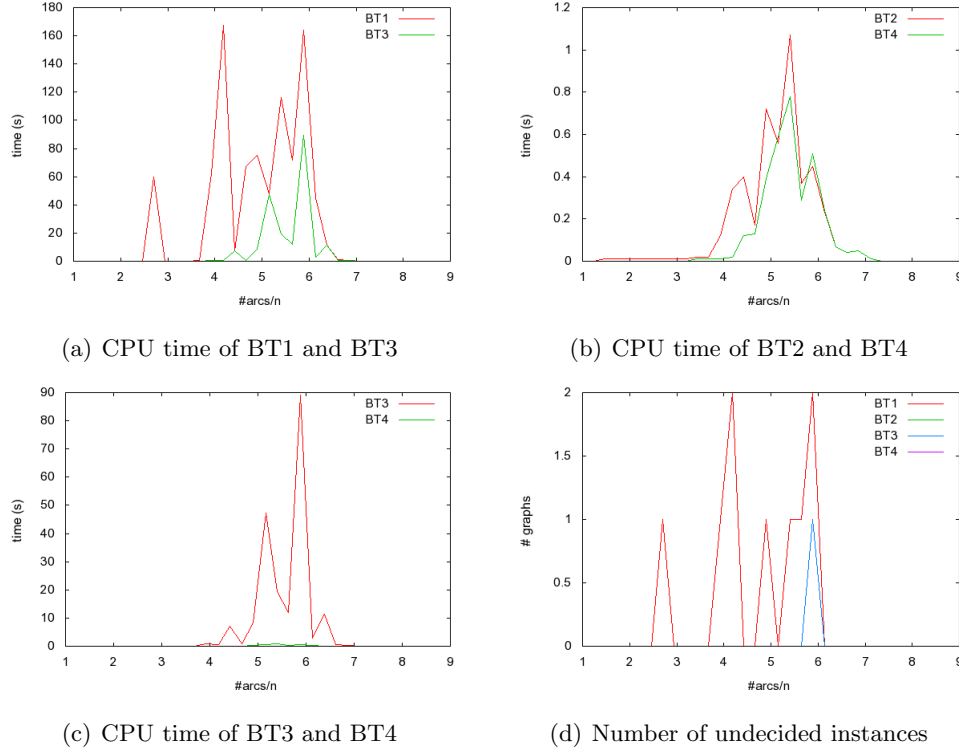 180
160
140
120
100
80
60
40
20
0
time (s)
1 2 3 4 5 6 7 8 9
#arcs/n
BT1
BT3
(a) CPU time of BT1 and BT3
1.2
1
0.8
0.6
0.4
0.2
0
time (s)
1 2 3 4 5 6 7 8 9
#arcs/n
BT2
BT4
(b) CPU time of BT2 and BT4
90
80
70
60
50
40
30
20
10
0
time (s)
1 2 3 4 5 6 7 8 9
#arcs/n
BT3
BT4
(c) CPU time of BT3 and BT4
2
1.5
1
0.5
0
# graphs
1 2 3 4 5 6 7 8 9
#arcs/n
BT1
BT2
BT3
BT4
(d) Number of undecided instances